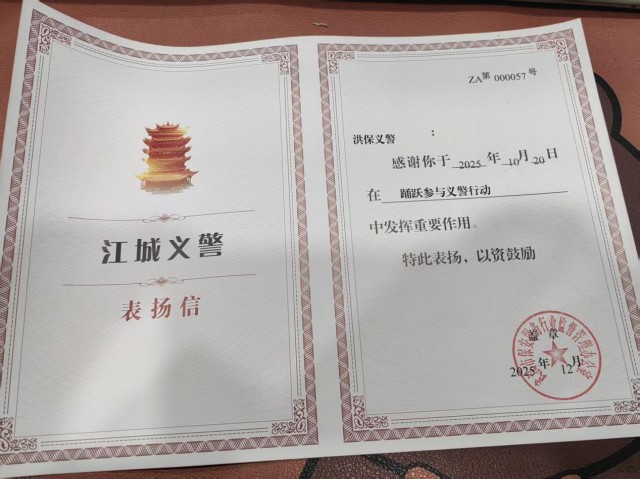 江城义警
表扬信
ZA第 000057 号
洪保义警 ：
感谢你于 2025 年 10 月 20 日
在 踊跃参与义警行动
中发挥重要作用。
特此表扬，以资鼓励
盖 章
2025 年 12 月